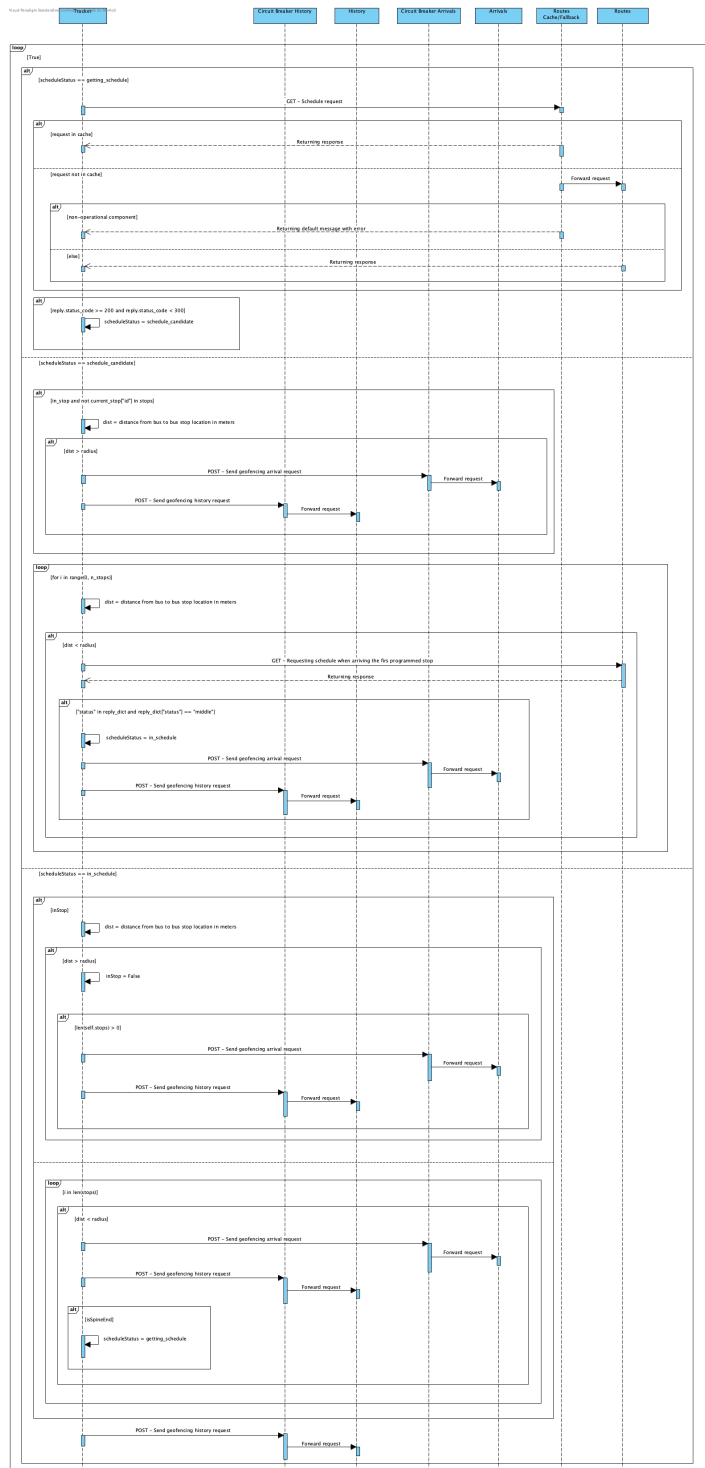 Tracker
Circuit Breaker History
History
Circuit Breaker Arrivals
Arrivals
Routes
Cache/Fallback
Routes
loop
[True]
alt
[scheduleStatus == getting_schedule]
GET - Schedule request
alt
[request in cache]
Returning response
[request not in cache]
Forward request
alt
[non-operational component]
Returning default message with error
[else]
Returning response
alt
[reply.status_code >= 200 and reply.status_code < 300]
scheduleStatus = schedule_candidate
[scheduleStatus == schedule_candidate]
alt
[in_stop and not current_stop["id"] in stops]
dist = distance from bus to bus stop location in meters
alt
[dist > radius]
POST - Send geofencing arrival request
Forward request
POST - Send geofencing history request
Forward request
loop
[for i in range(0, n_stops)]
dist = distance from bus to bus stop location in meters
alt
[dist < radius]
GET - Requesting schedule when arriving the firs programmed stop
Returning response
alt
["status" in reply_dict and reply_dict["status"] == "middle"]
scheduleStatus = in_schedule
POST - Send geofencing arrival request
Forward request
POST - Send geofencing history request
Forward request
[scheduleStatus == in_schedule]
alt
[inStop]
dist = distance from bus to bus stop location in meters
alt
[dist > radius]
inStop = False
alt
[len(self.stops) > 0]
POST - Send geofencing arrival request
Forward request
POST - Send geofencing history request
Forward request
loop
[i in len(stops)]
alt
[dist < radius]
POST - Send geofencing arrival request
Forward request
POST - Send geofencing history request
Forward request
alt
[isSpineEnd]
scheduleStatus = getting_schedule
POST - Send geofencing history request
Forward request